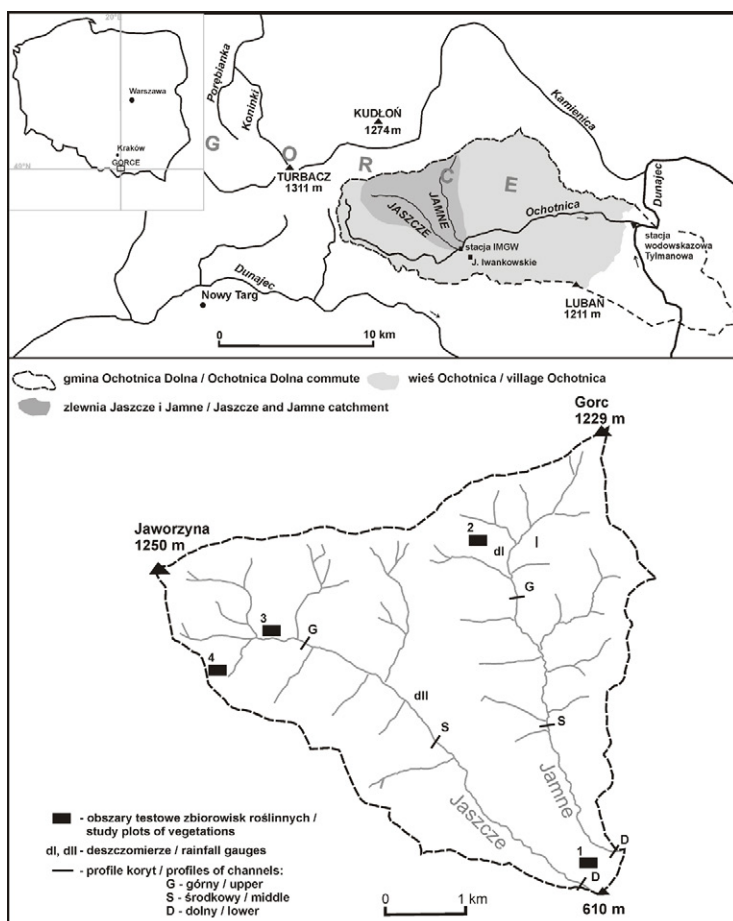 20°E
Warszawa
Kraków
GORCE
Porębianka
Koninki
KUDŁOŃ
1274 m
Kamienica
G O R C E
TURBACZ
1311 m
JASZCZE
JAMNE
Ochotnica
Dunajec
stacja IMGW
J. Iwankowskie
stacja
wodowskazowa
Tylmanowa
Dunajec
Nowy Targ
LUBAŃ
1211 m
0 10 km
gmina Ochotnica Dolna / Ochotnica Dolna commute
wieś Ochotnica / village Ochotnica
zlewnia Jaszcze i Jamne / Jaszcze and Jamne catchment
Gorc
1229 m
Jaworzyna
1250 m
2
dI
I
G
3
G
4
dII
S
S
Jamne
Jaszcze
D
1
D
610 m
- obszary testowe zbiorowisk roślinnych /
study plots of vegetations
dI, dII - deszczomierze / rainfall gauges
- profile koryt / profiles of channels:
G - górny / upper
S - środkowy / middle
D - dolny / lower
0 1 km